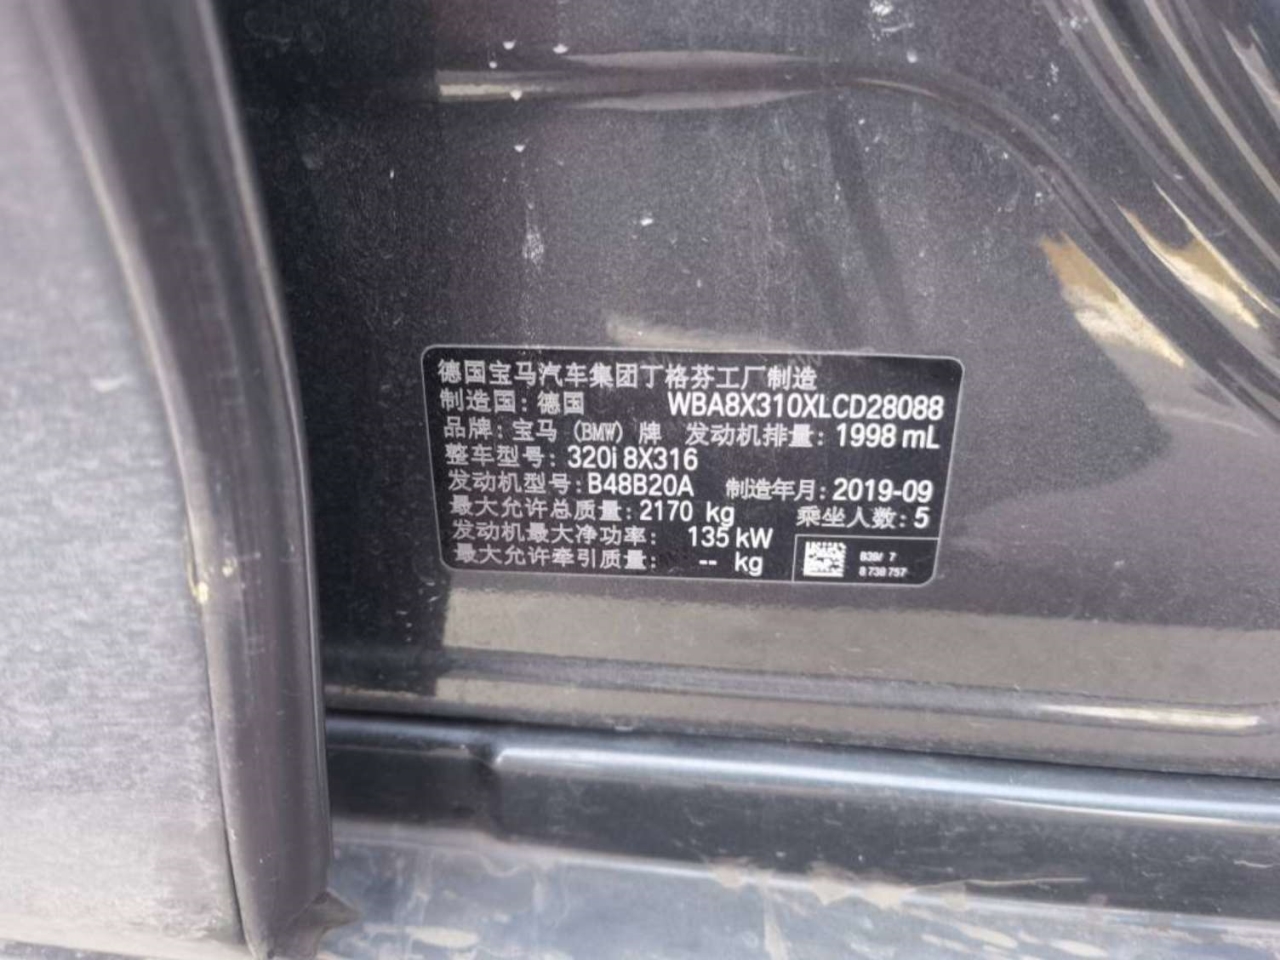 德国宝马汽车集团丁格芬工厂制造
制造国：德国 WBA8X310XLCD28088
品牌：宝马（BMW）牌 发动机排量：1998 mL
整车型号：320i 8X316
发动机型号：B48B20A 制造年月：2019-09
最大允许总质量：2170 kg 乘坐人数：5
发动机最大净功率： 135 kW
最大允许牵引质量： -- kg
8 738 757